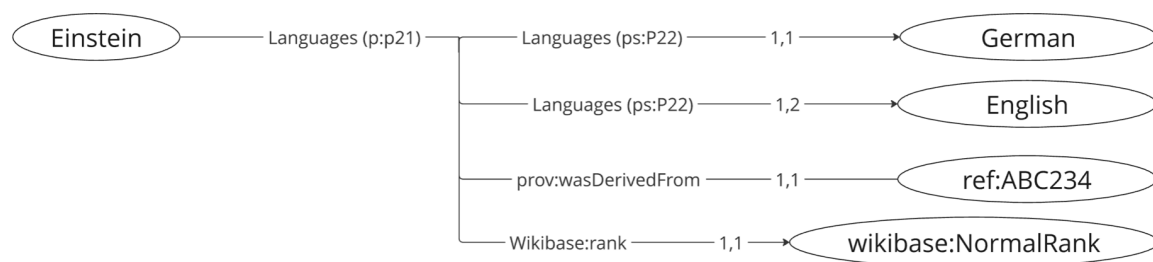 Einstein Languages (p:p21) Languages (ps:P22) 1,1 German
Languages (ps:P22) 1,2 English
prov:wasDerivedFrom 1,1 ref:ABC234
Wikibase:rank 1,1 wikibase:NormalRank